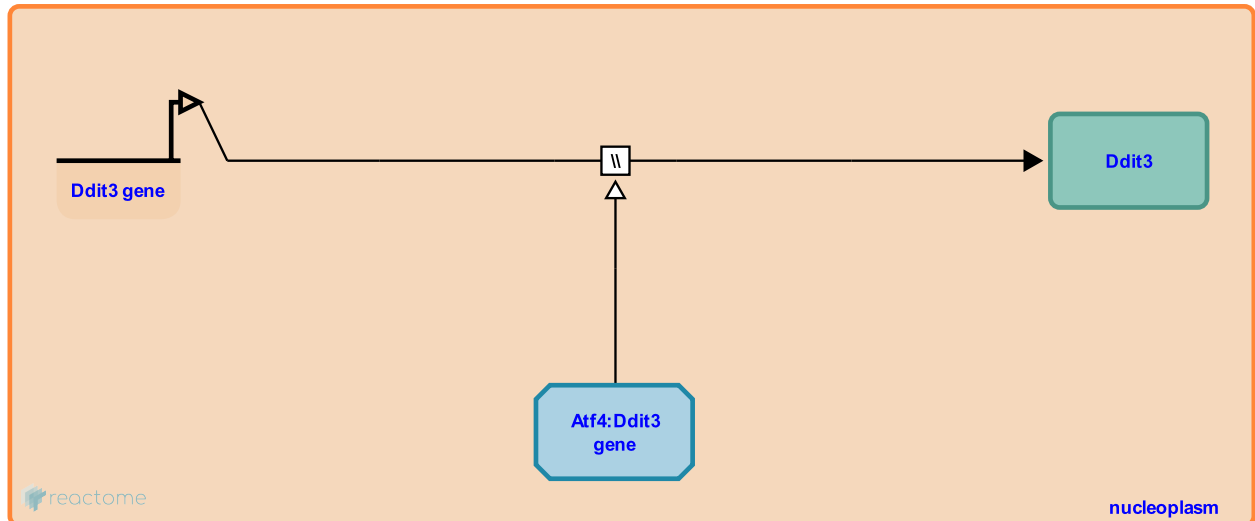 Ddit3 gene
\\
Ddit3
Atf4:Ddit3
gene
reactome
nucleoplasm